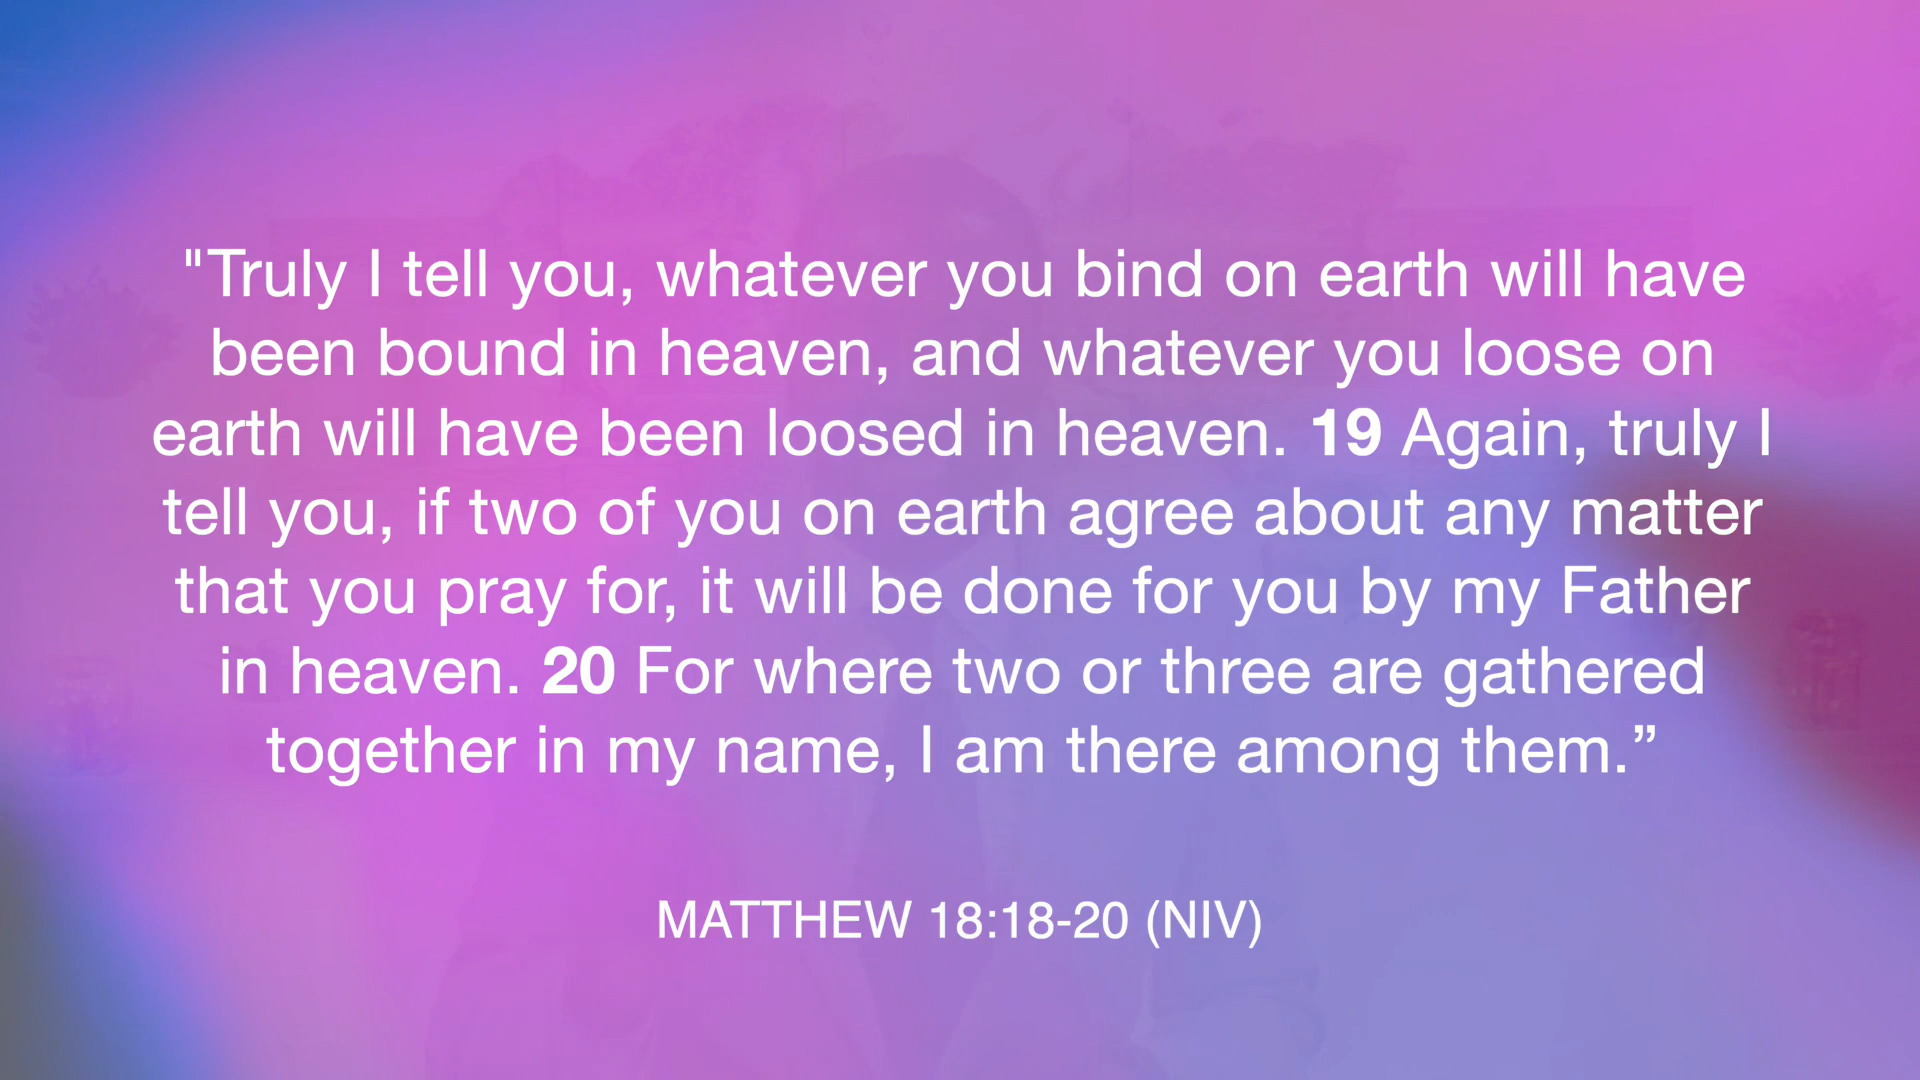 "Truly I tell you, whatever you bind on earth will have
been bound in heaven, and whatever you loose on
earth will have been loosed in heaven. 19 Again, truly I
tell you, if two of you on earth agree about any matter
that you pray for, it will be done for you by my Father
in heaven. 20 For where two or three are gathered
together in my name, I am there among them.”
MATTHEW 18:18-20 (NIV)